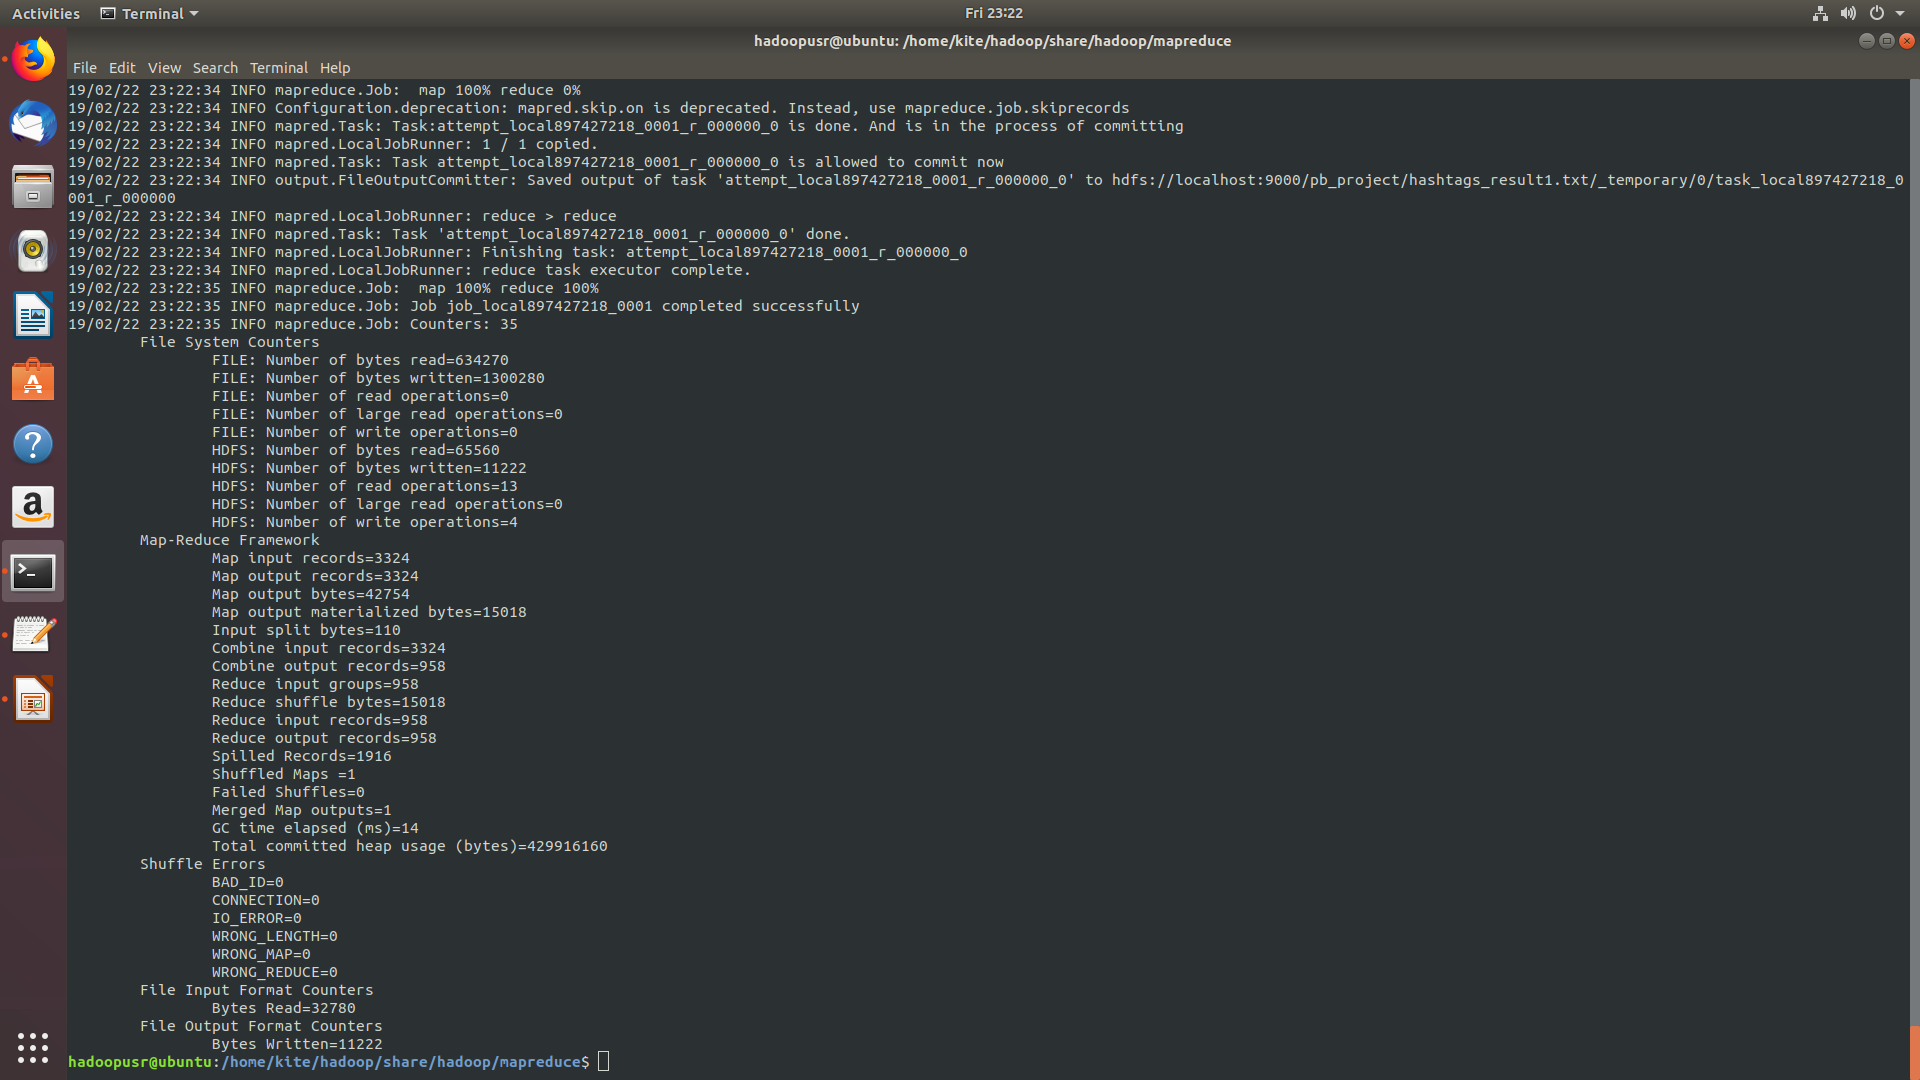 Activities Terminal Fri 23:22
hadoopusr@ubuntu: /home/kite/hadoop/share/hadoop/mapreduce
File Edit View Search Terminal Help
19/02/22 23:22:34 INFO mapreduce.Job:  map 100% reduce 0%
19/02/22 23:22:34 INFO Configuration.deprecation: mapred.skip.on is deprecated. Instead, use mapreduce.job.skiprecords
19/02/22 23:22:34 INFO mapred.Task: Task:attempt_local897427218_0001_r_000000_0 is done. And is in the process of committing
19/02/22 23:22:34 INFO mapred.LocalJobRunner: 1 / 1 copied.
19/02/22 23:22:34 INFO mapred.Task: Task attempt_local897427218_0001_r_000000_0 is allowed to commit now
19/02/22 23:22:34 INFO output.FileOutputCommitter: Saved output of task 'attempt_local897427218_0001_r_000000_0' to hdfs://localhost:9000/pb_project/hashtags_result1.txt/_temporary/0/task_local897427218_0
001_r_000000
19/02/22 23:22:34 INFO mapred.LocalJobRunner: reduce > reduce
19/02/22 23:22:34 INFO mapred.Task: Task 'attempt_local897427218_0001_r_000000_0' done.
19/02/22 23:22:34 INFO mapred.LocalJobRunner: Finishing task: attempt_local897427218_0001_r_000000_0
19/02/22 23:22:34 INFO mapred.LocalJobRunner: reduce task executor complete.
19/02/22 23:22:35 INFO mapreduce.Job:  map 100% reduce 100%
19/02/22 23:22:35 INFO mapreduce.Job: Job job_local897427218_0001 completed successfully
19/02/22 23:22:35 INFO mapreduce.Job: Counters: 35
File System Counters
FILE: Number of bytes read=634270
FILE: Number of bytes written=1300280
FILE: Number of read operations=0
FILE: Number of large read operations=0
FILE: Number of write operations=0
HDFS: Number of bytes read=65560
HDFS: Number of bytes written=11222
HDFS: Number of read operations=13
HDFS: Number of large read operations=0
HDFS: Number of write operations=4
Map-Reduce Framework
Map input records=3324
Map output records=3324
Map output bytes=42754
Map output materialized bytes=15018
Input split bytes=110
Combine input records=3324
Combine output records=958
Reduce input groups=958
Reduce shuffle bytes=15018
Reduce input records=958
Reduce output records=958
Spilled Records=1916
Shuffled Maps =1
Failed Shuffles=0
Merged Map outputs=1
GC time elapsed (ms)=14
Total committed heap usage (bytes)=429916160
Shuffle Errors
BAD_ID=0
CONNECTION=0
IO_ERROR=0
WRONG_LENGTH=0
WRONG_MAP=0
WRONG_REDUCE=0
File Input Format Counters
Bytes Read=32780
File Output Format Counters
Bytes Written=11222
hadoopusr@ubuntu:/home/kite/hadoop/share/hadoop/mapreduce$